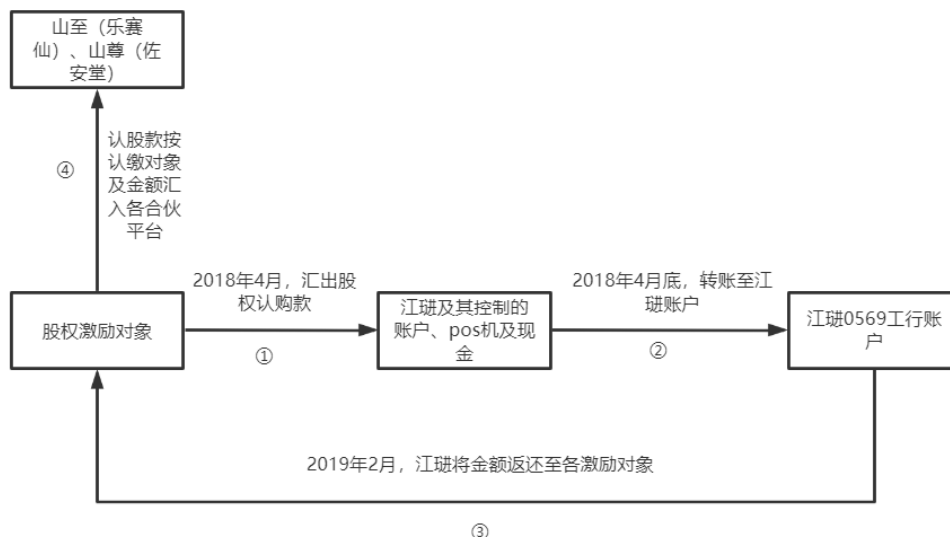 山至（乐赛
仙）、山尊（佐
安堂）
④
认股款按
认缴对象
及金额汇
入各合伙
平台
2018年4月，汇出股
权认购款
2018年4月底，转账至江
琎账户
股权激励对象
江琎及其控制的
账户、pos机及现
金
江琎0569工行账
户
①
②
2019年2月，江琎将金额返还至各激励对象
③